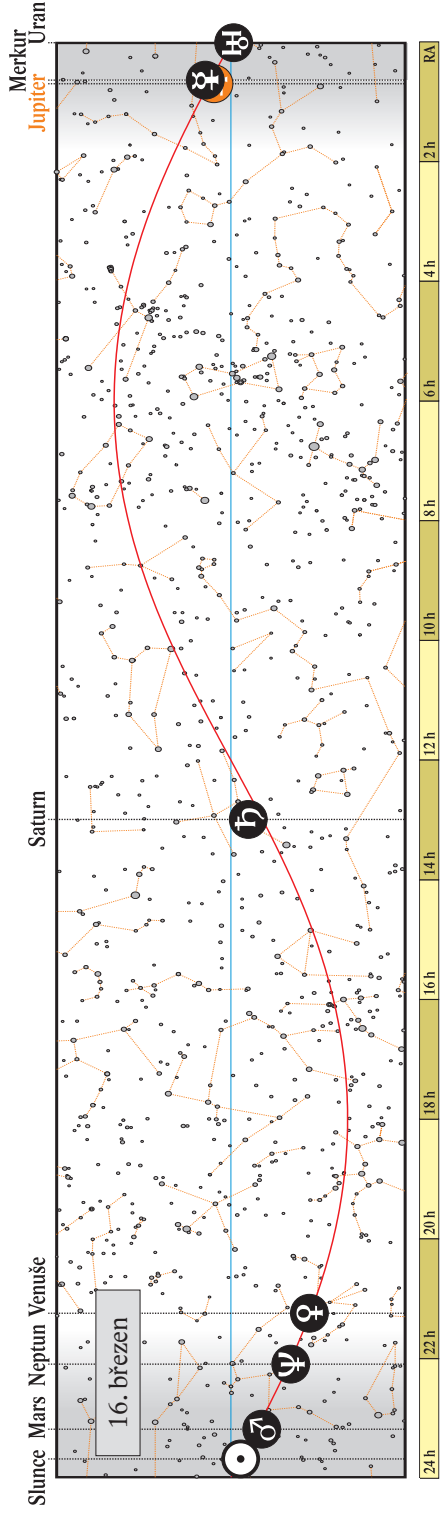 Slunce Mars Neptun Venuše Saturn Jupiter Merkur Uran
16. březen
24 h 22 h 20 h 18 h 16 h 14 h 12 h 10 h 8 h 6 h 4 h 2 h RA